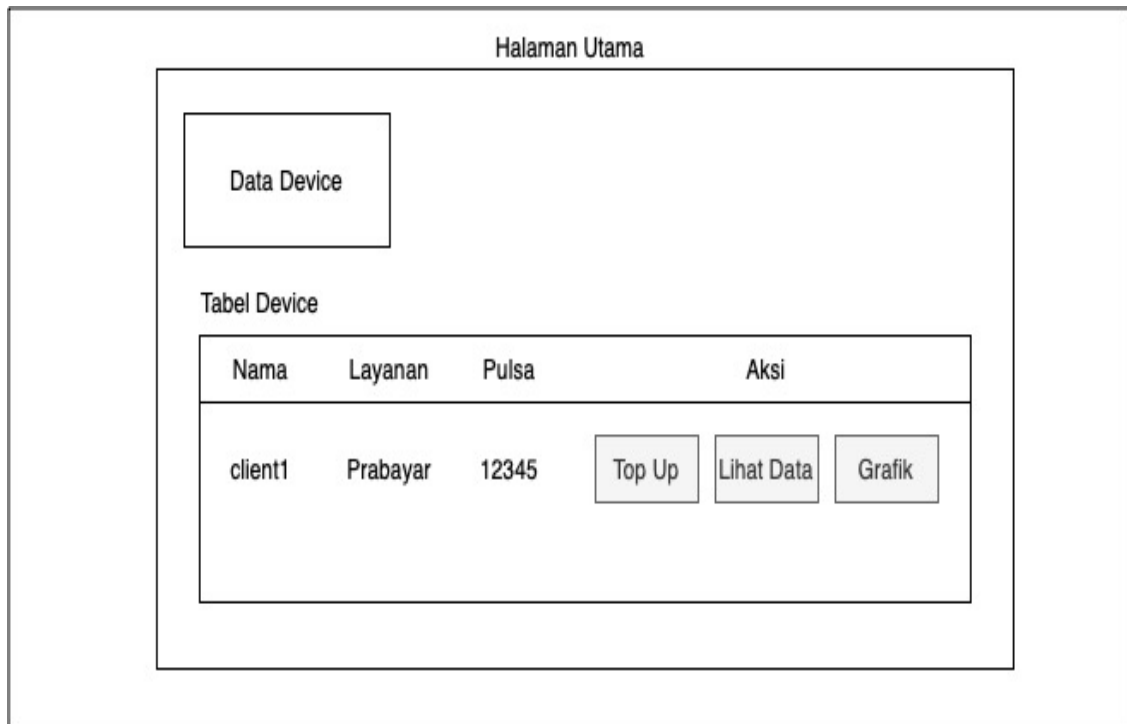 Halaman Utama
Data Device
Tabel Device
Nama Layanan Pulsa Aksi
client1 Prabayar 12345 Top Up Lihat Data Grafik